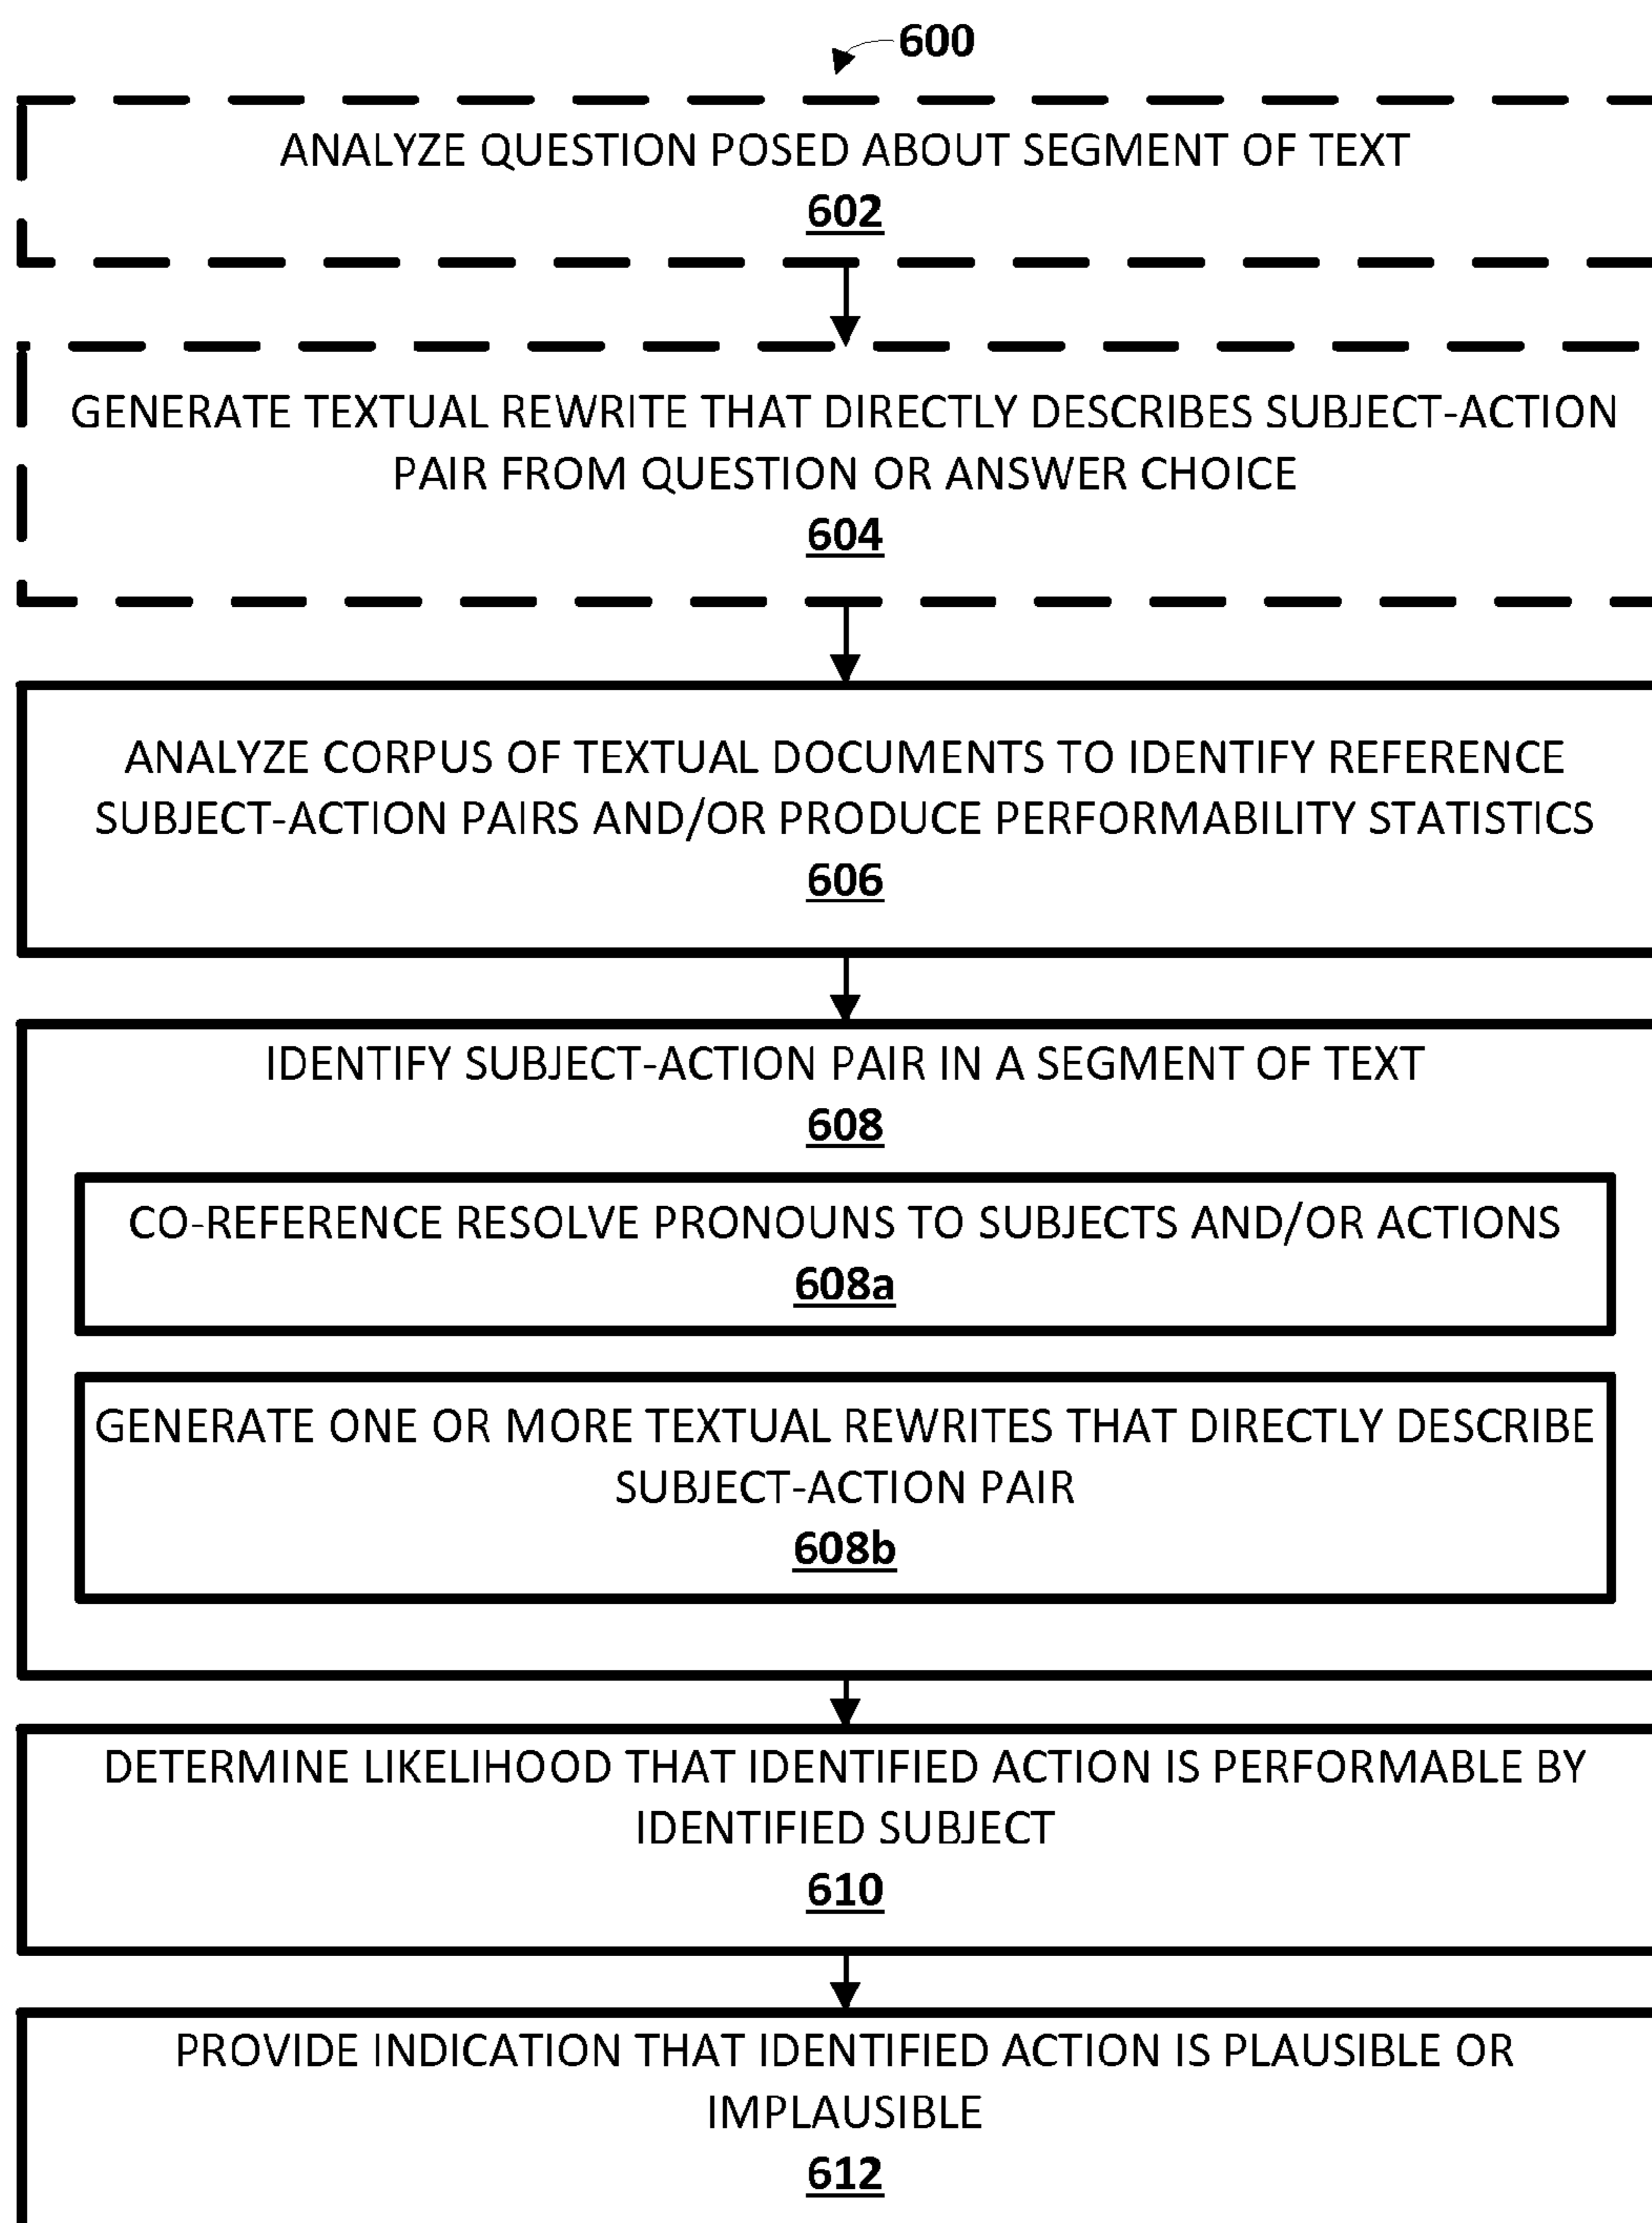 600
ANALYZE QUESTION POSED ABOUT SEGMENT OF TEXT
602
GENERATE TEXTUAL REWRITE THAT DIRECTLY DESCRIBES SUBJECT-ACTION
PAIR FROM QUESTION OR ANSWER CHOICE
604
ANALYZE CORPUS OF TEXTUAL DOCUMENTS TO IDENTIFY REFERENCE
SUBJECT-ACTION PAIRS AND/OR PRODUCE PERFORMABILITY STATISTICS
606
IDENTIFY SUBJECT-ACTION PAIR IN A SEGMENT OF TEXT
608
CO-REFERENCE RESOLVE PRONOUNS TO SUBJECTS AND/OR ACTIONS
608a
GENERATE ONE OR MORE TEXTUAL REWRITES THAT DIRECTLY DESCRIBE
SUBJECT-ACTION PAIR
608b
DETERMINE LIKELIHOOD THAT IDENTIFIED ACTION IS PERFORMABLE BY
IDENTIFIED SUBJECT
610
PROVIDE INDICATION THAT IDENTIFIED ACTION IS PLAUSIBLE OR
IMPLAUSIBLE
612